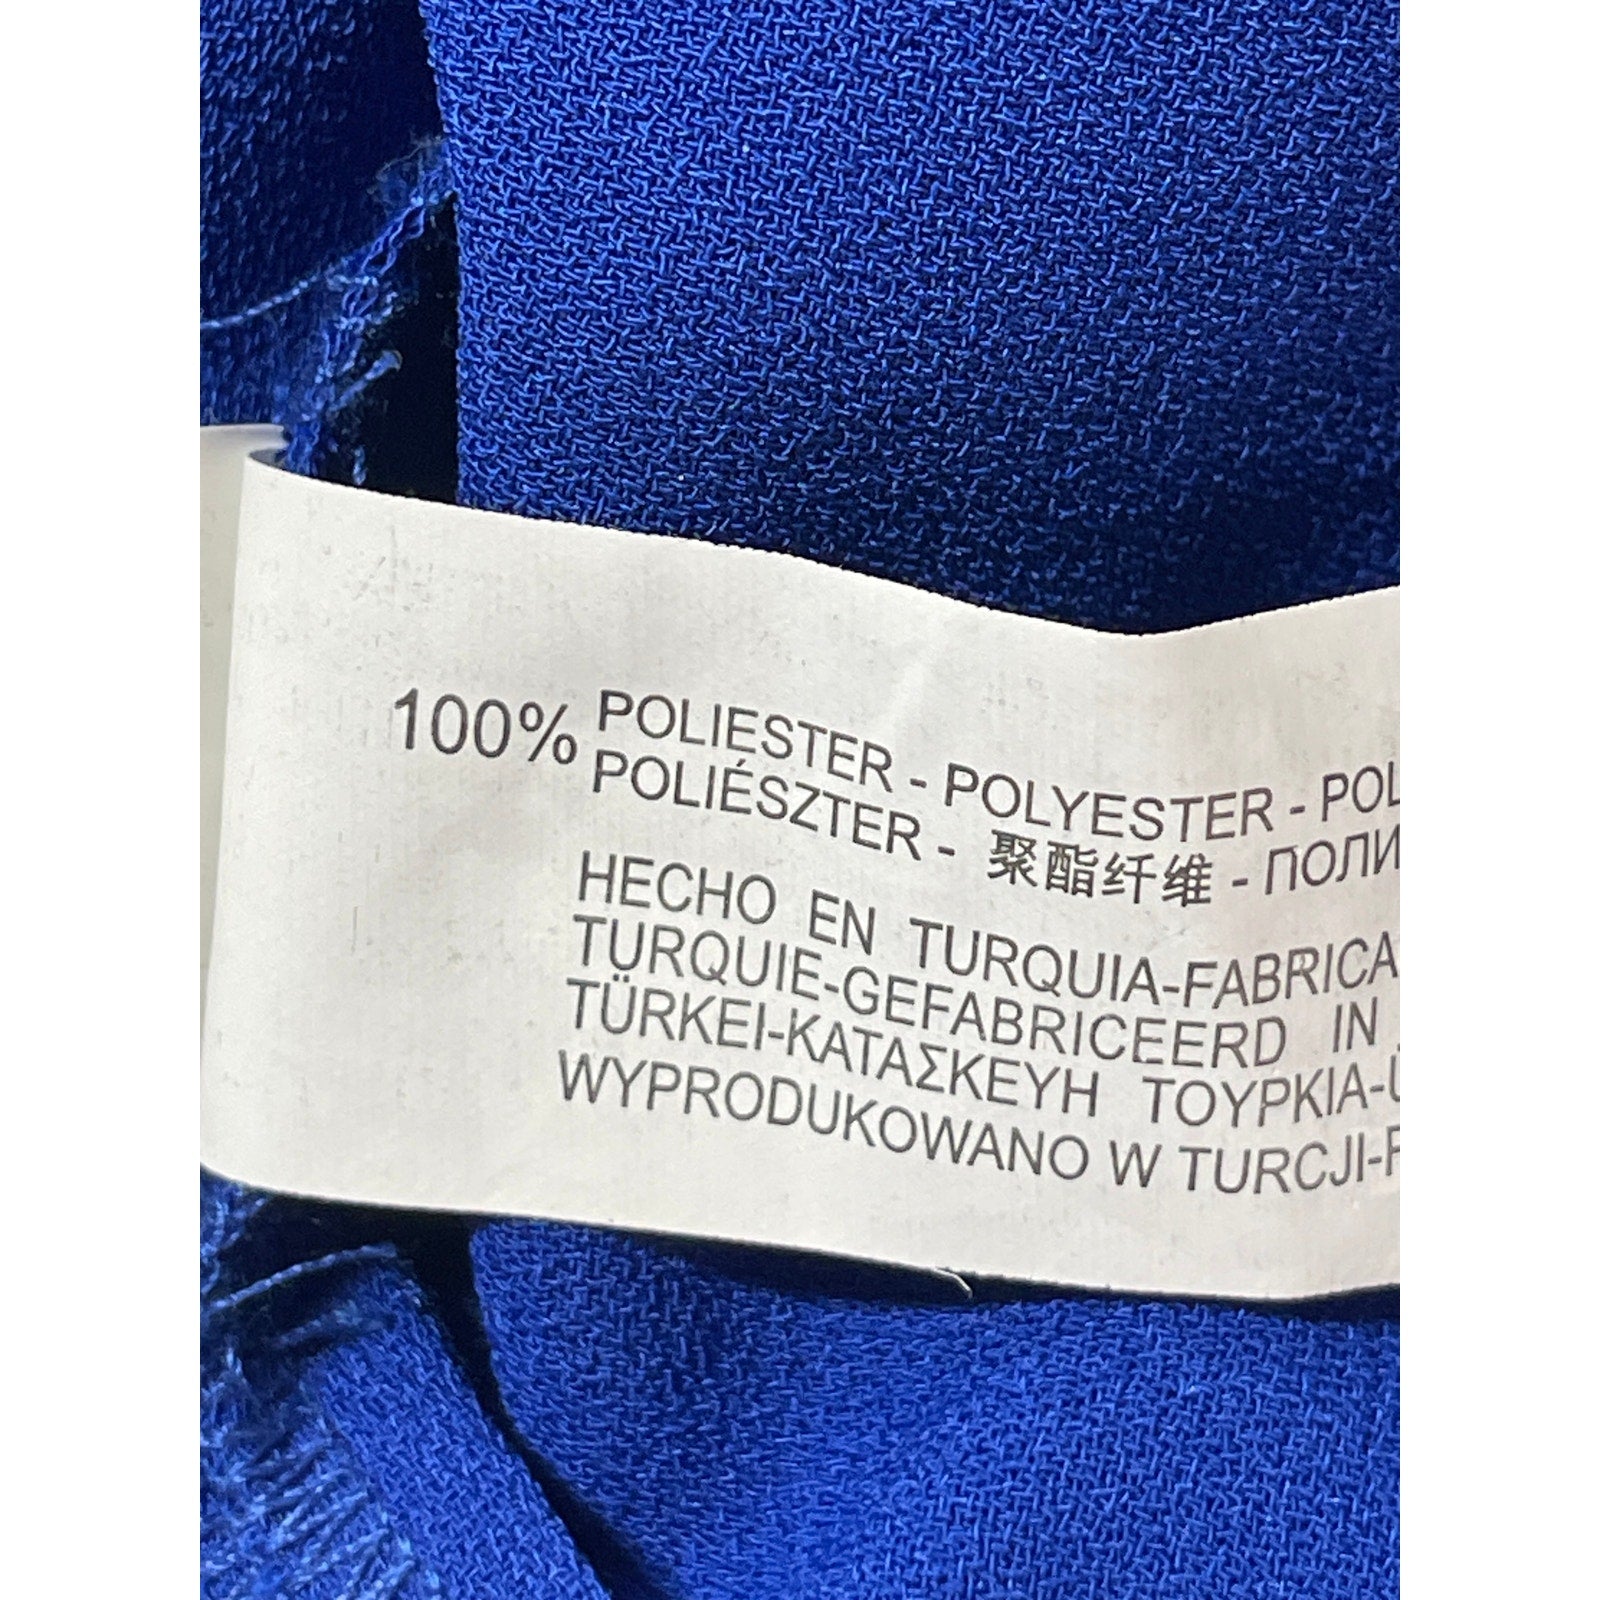 100% POLIESTER - POLYESTER - POL
POLIÉSZTER - 聚酯纤维 - ПОЛИ
HECHO EN TURQUIA-FABRICA
TURQUIE-GEFABRICEERD IN
TÜRKEI-ΚΑΤΑΣΚΕΥΗ ΤΟΥΡΚΙΑ-
WYPRODUKOWANO W TURCJI-